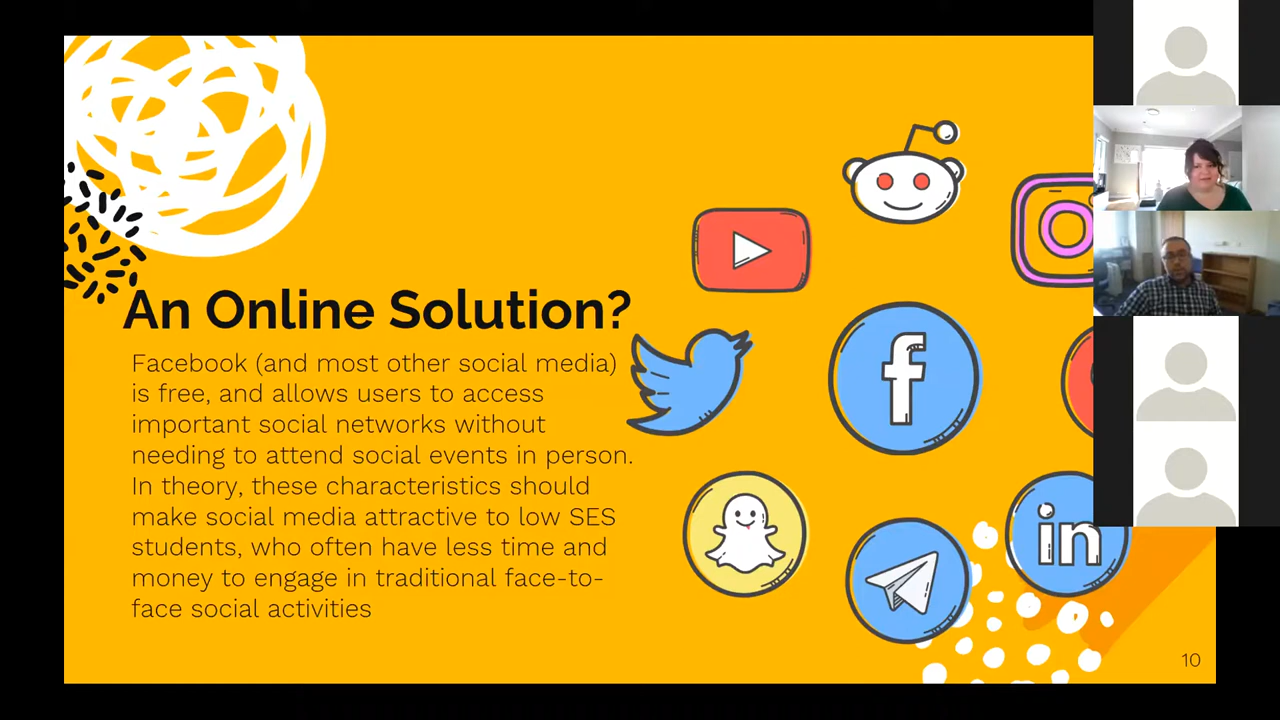 An Online Solution?
Facebook (and most other social media)
is free, and allows users to access
important social networks without
needing to attend social events in person.
In theory, these characteristics should
make social media attractive to low SES
students, who often have less time and
money to engage in traditional face-to-
face social activities
f
in
10